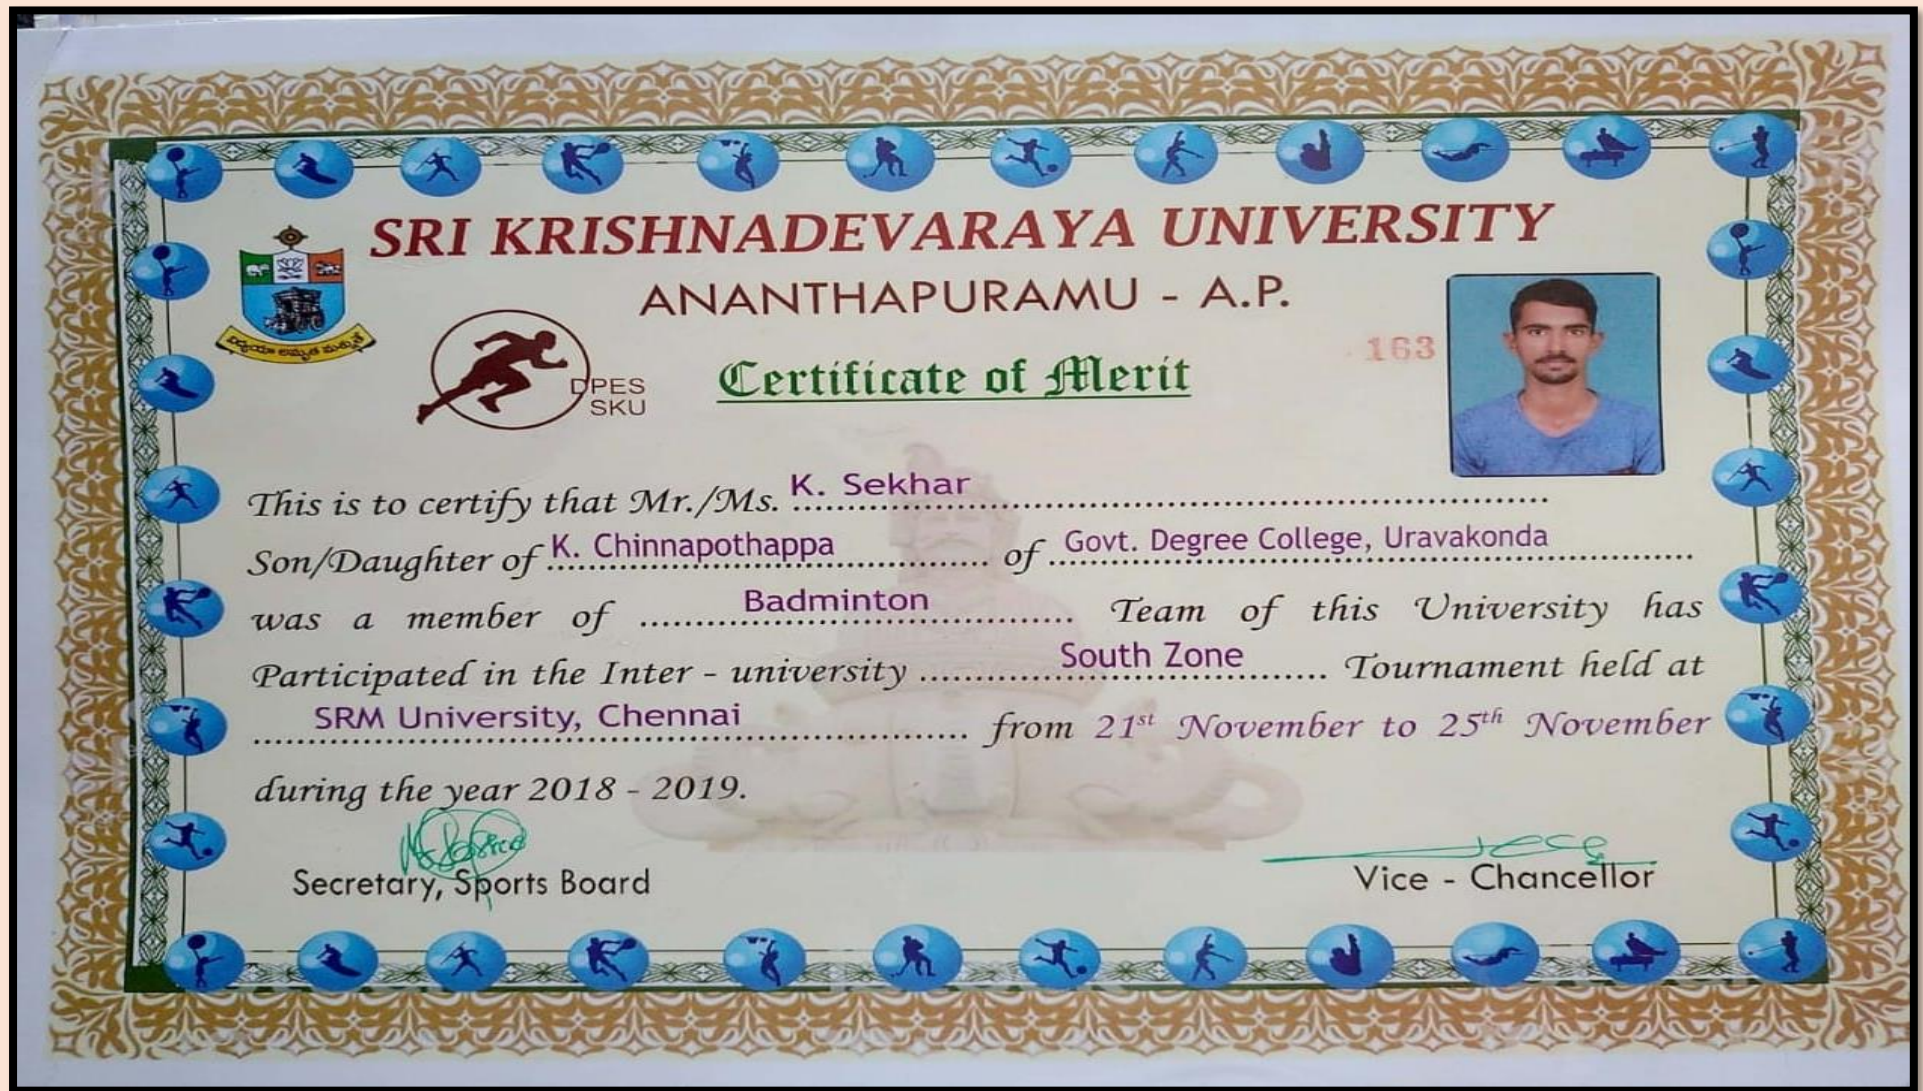 SRI KRISHNADEVARAYA UNIVERSITY
ANANTHAPURAMU - A.P.
163
విద్యయా అమృత మశ్నుతే
DPES
SKU
Certificate of Merit
This is to certify that Mr./Ms. K. Sekhar
Son/Daughter of K. Chinnapothappa of Govt. Degree College, Uravakonda
was a member of Badminton Team of this University has
Participated in the Inter - university South Zone Tournament held at
SRM University, Chennai from 21st November to 25th November
during the year 2018 - 2019.
Secretary, Sports Board
Vice - Chancellor